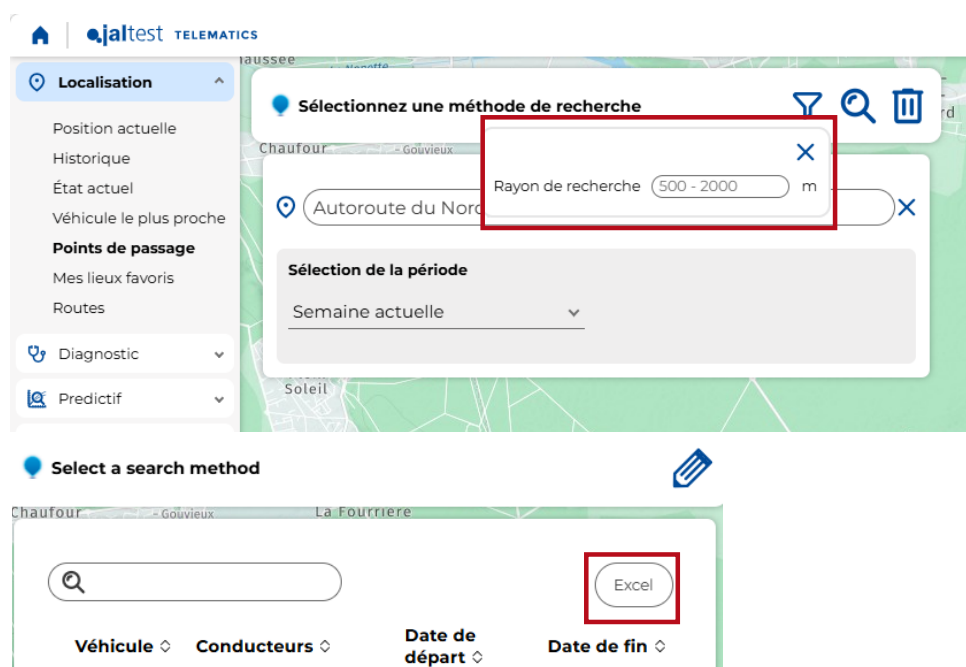 jaltest TELEMATICS
haussée
Nonette
Localisation
Sélectionnez une méthode de recherche
rd
Position actuelle
Chaufour
Gouvieux
Historique
Rayon de recherche 500 - 2000 m
État actuel
Autoroute du Nord
Véhicule le plus proche
Points de passage
Sélection de la période
Mes lieux favoris
Semaine actuelle
Routes
Diagnostic
Soleil
Predictif
Select a search method
Chaufour
Gouvieux
La Fourrière
Excel
Véhicule Conducteurs Date de départ Date de fin